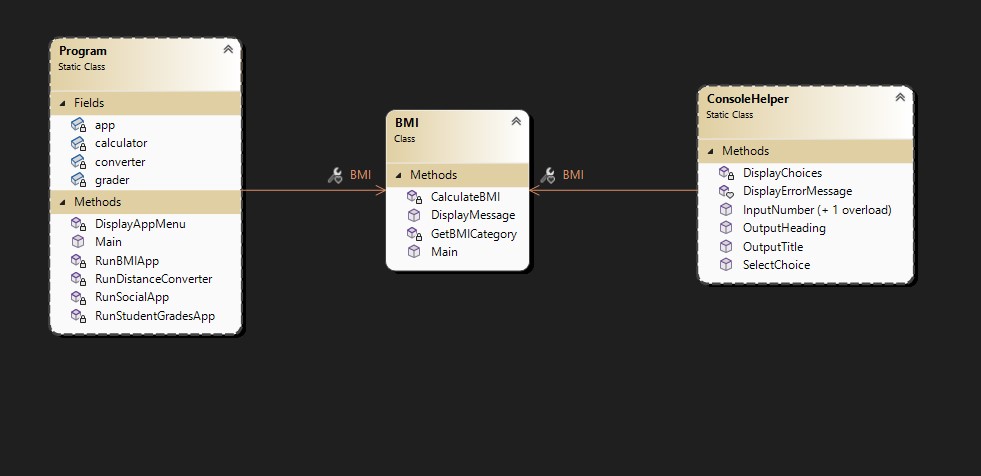 Program
Static Class
Fields
app
calculator
converter
grader
Methods
DisplayAppMenu
Main
RunBMIApp
RunDistanceConverter
RunSocialApp
RunStudentGradesApp
BMI
BMI
Class
Methods
CalculateBMI
DisplayMessage
GetBMICategory
Main
BMI
ConsoleHelper
Static Class
Methods
DisplayChoices
DisplayErrorMessage
InputNumber (+ 1 overload)
OutputHeading
OutputTitle
SelectChoice